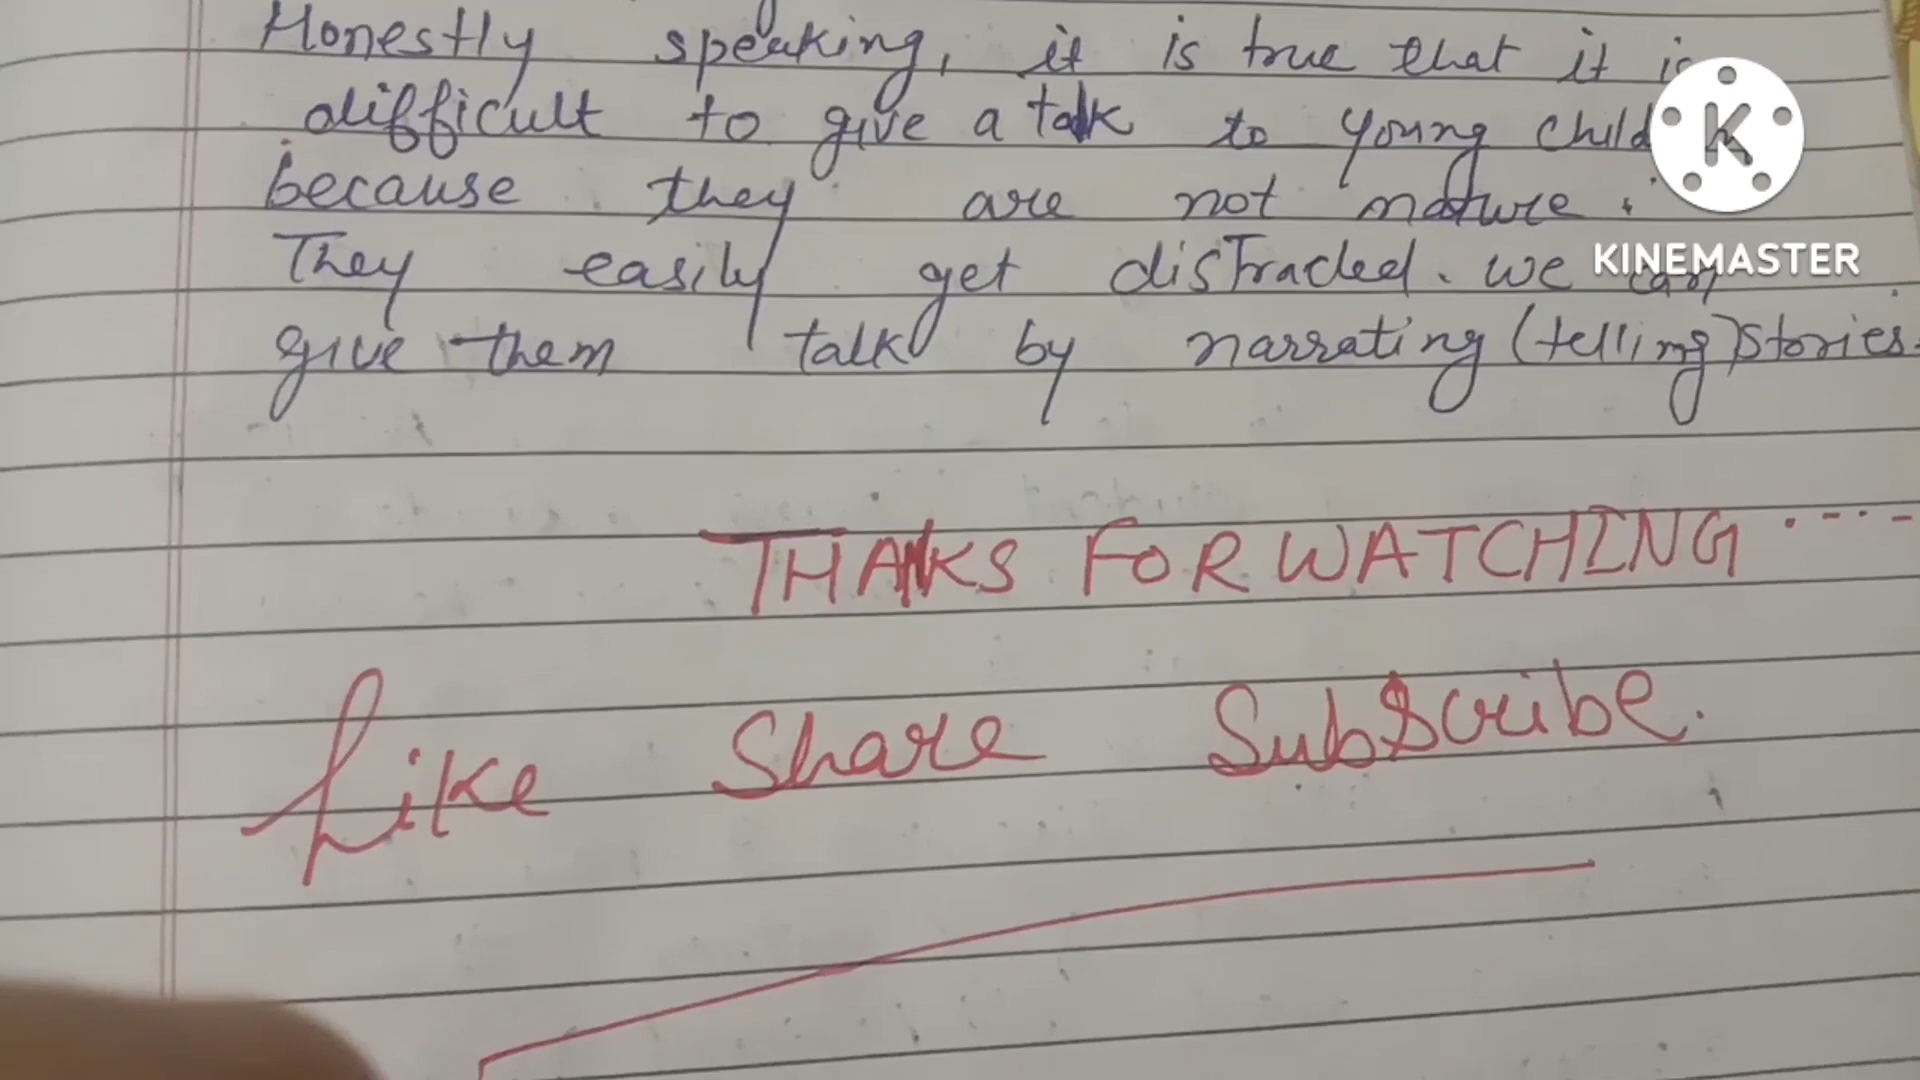 Honestly speaking, it is true that it is
difficult to give a talk to young child
because they are not mature.
They easily get distracted. we can
give them talk by narrating (telling) stories.
THANKS FOR WATCHING ....
Like Share Subscribe.
K
KINEMASTER